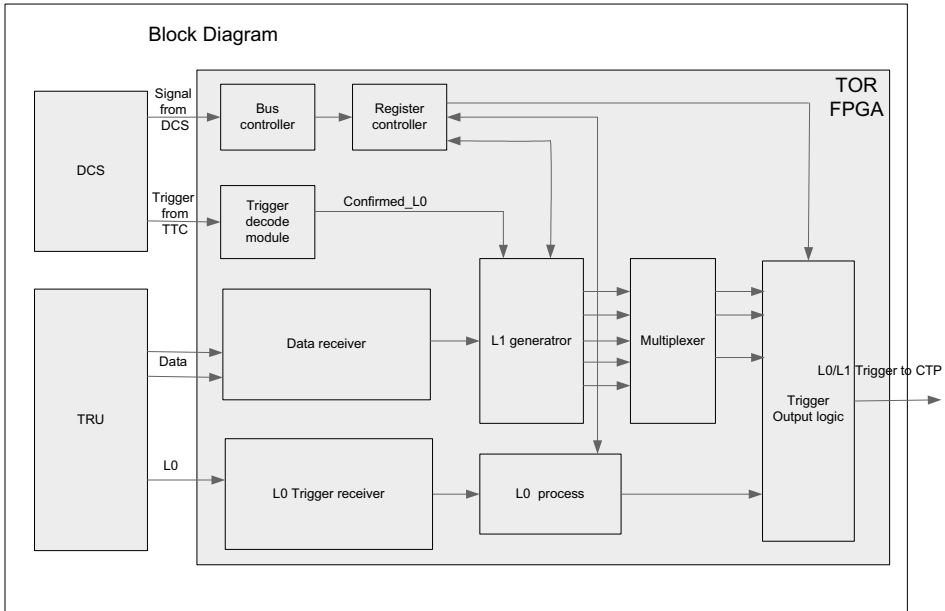 Block Diagram
TOR
FPGA
Signal
from
DCS
Bus
controller
Register
controller
DCS
Trigger
from
TTC
Trigger
decode
module
Confirmed_L0
Data receiver
L1 generatror
Multiplexer
Data
TRU
L0/L1 Trigger to CTP
Trigger
Output logic
L0
L0 Trigger receiver
L0 process